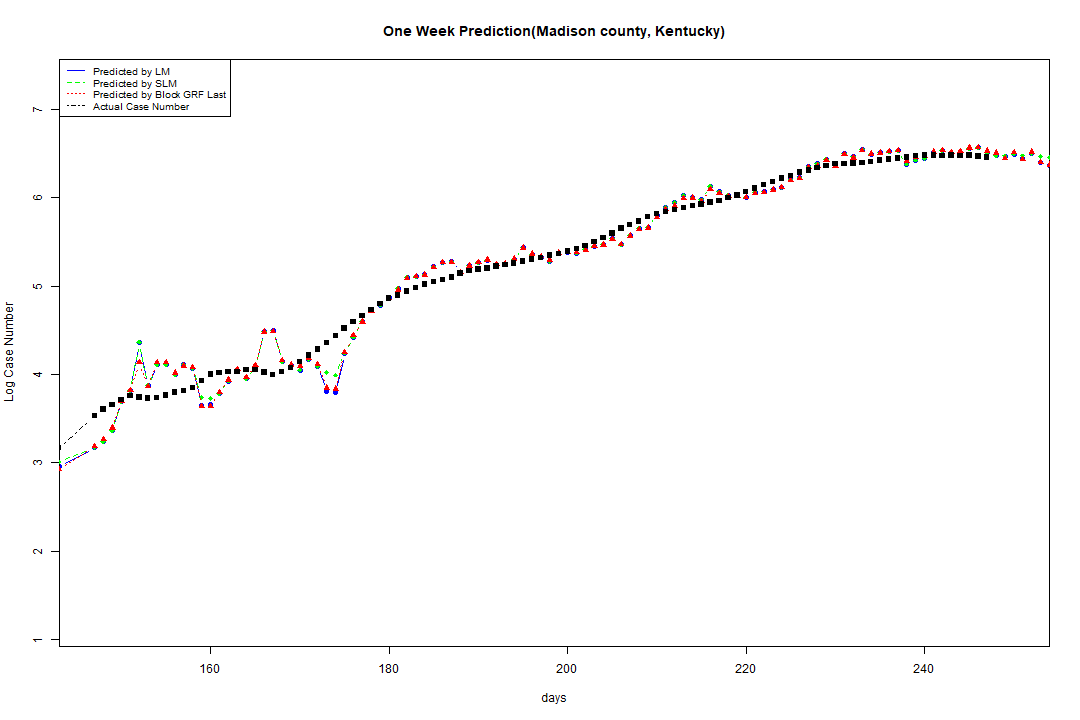 One Week Prediction(Madison county, Kentucky)
Predicted by LM
Predicted by SLM
Predicted by Block GRF Last
Actual Case Number
7
6
5
4
3
2
1
Log Case Number
160 180 200 220 240
days